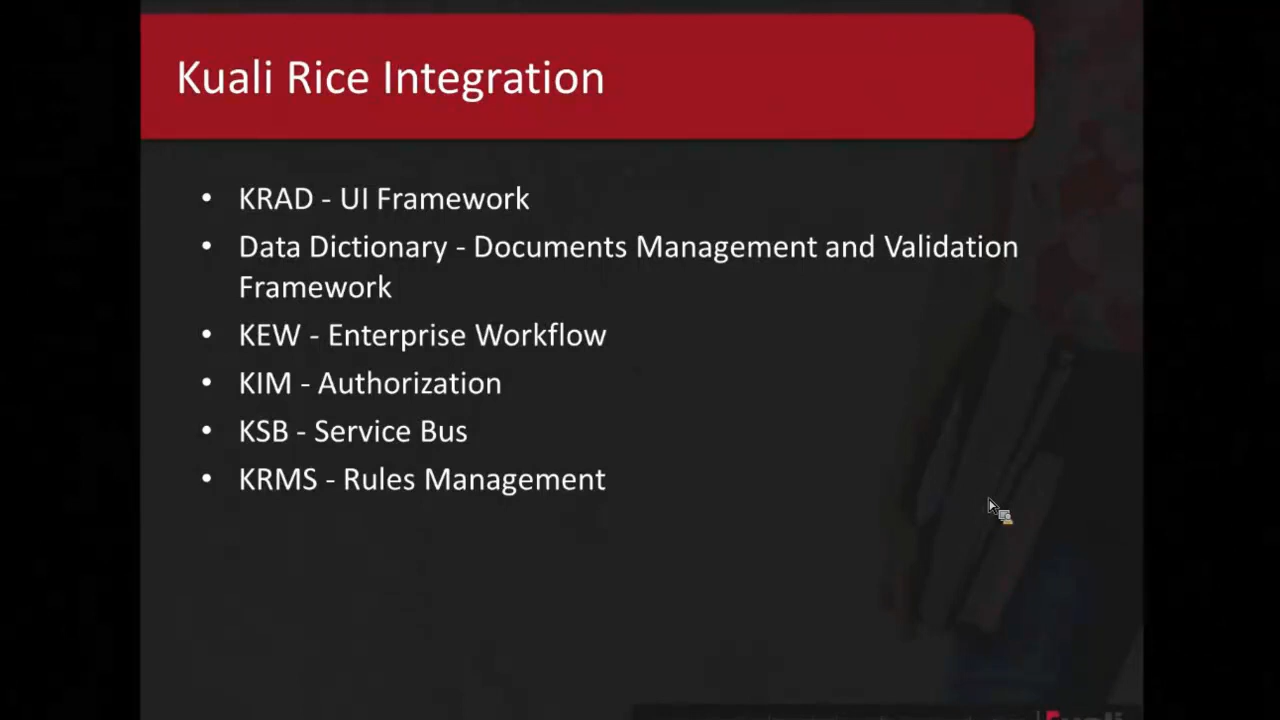 Kuali Rice Integration
• KRAD - UI Framework
• Data Dictionary - Documents Management and Validation
Framework
• KEW - Enterprise Workflow
• KIM - Authorization
• KSB - Service Bus
• KRMS - Rules Management